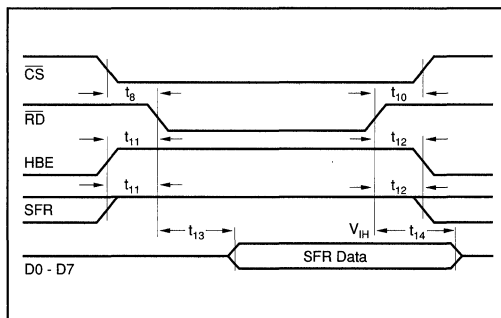 CS
t8 t10
RD
t11 t12
HBE
t11 t12
SFR
t13 VIH t14
SFR Data
D0 - D7